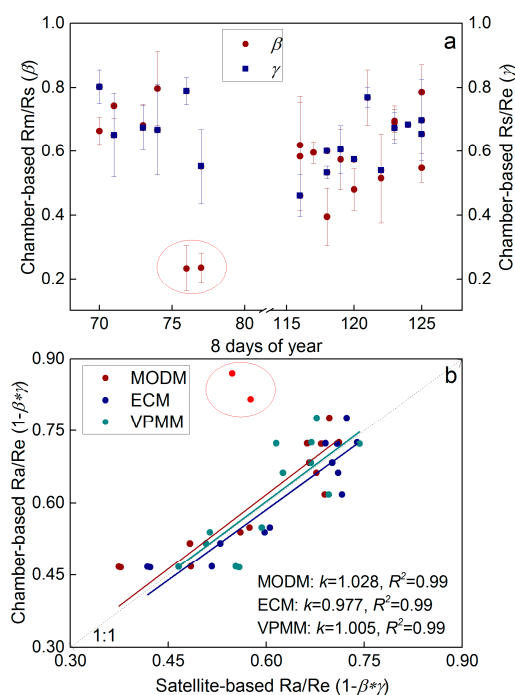 a
β
γ
Chamber-based Rm/Rs (β)
Chamber-based Rs/Re (γ)
1.0
0.8
0.6
0.4
0.2
1.0
0.8
0.6
0.4
0.2
70 75 80 115 120 125
8 days of year
b
MODM
ECM
VPMM
Chamber-based Ra/Re (1-β*γ)
0.90
0.75
0.60
0.45
0.30
1:1
MODM: k=1.028, R²=0.99
ECM: k=0.977, R²=0.99
VPMM: k=1.005, R²=0.99
0.30 0.45 0.60 0.75 0.90
Satellite-based Ra/Re (1-β*γ)